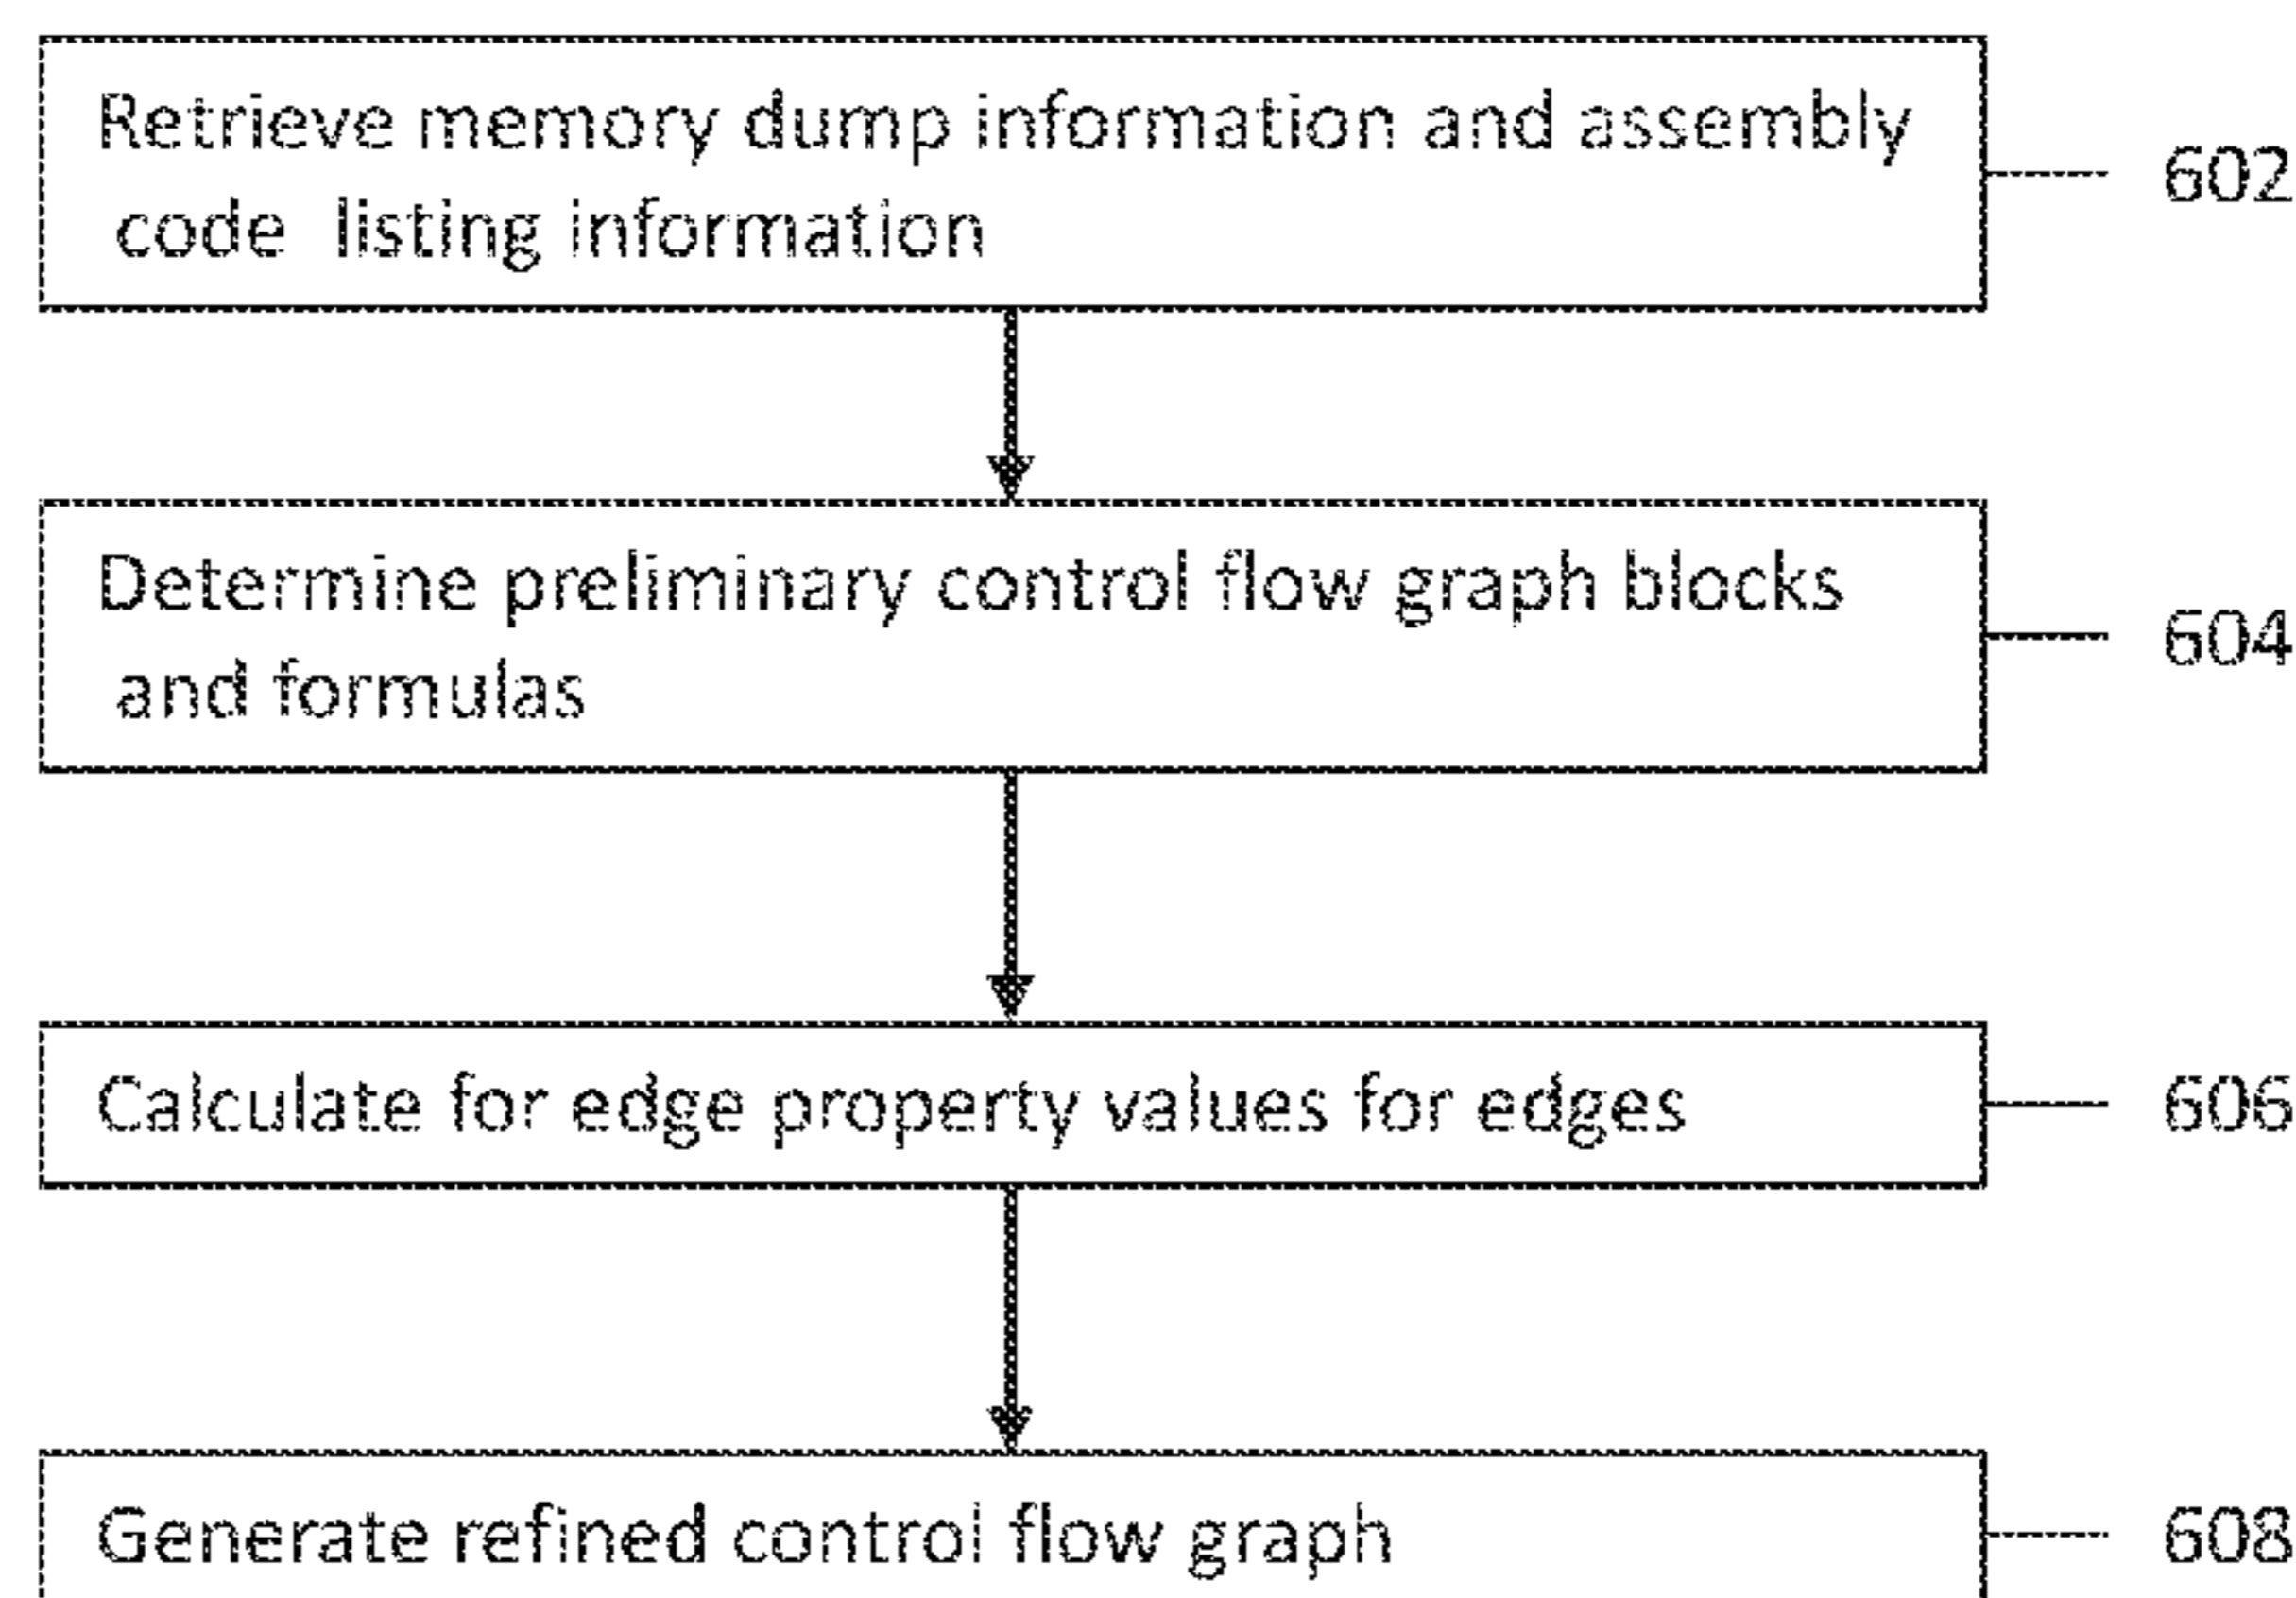 Retrieve memory dump information and assembly
code listing information
602
Determine preliminary control flow graph blocks
and formulas
604
Calculate for edge property values for edges
606
Generate refined control flow graph
608